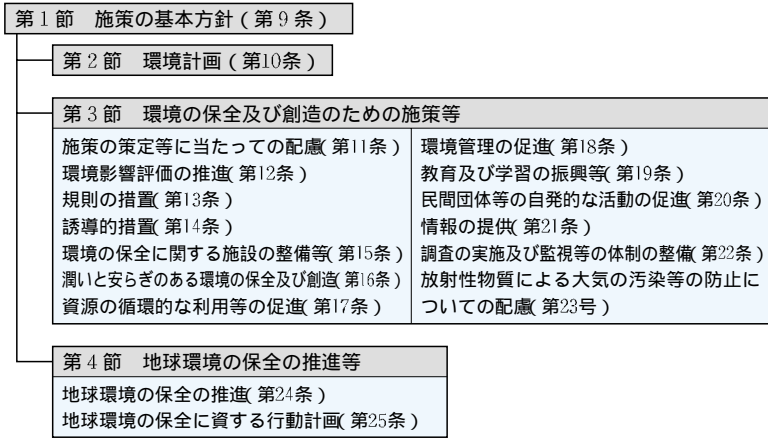 第1節　施策の基本方針(第9条)
第2節　環境計画(第10条)
第3節　環境の保全及び創造のための施策等
施策の策定等に当たっての配慮(第11条)
環境影響評価の推進(第12条)
規則の措置(第13条)
誘導的措置(第14条)
環境の保全に関する施設の整備等(第15条)
潤いと安らぎのある環境の保全及び創造(第16条)
資源の循環的な利用等の促進(第17条)
環境管理の促進(第18条)
教育及び学習の振興等(第19条)
民間団体等の自発的な活動の促進(第20条)
情報の提供(第21条)
調査の実施及び監視等の体制の整備(第22条)
放射性物質による大気の汚染等の防止に
ついての配慮(第23号)
第4節　地球環境の保全の推進等
地球環境の保全の推進(第24条)
地球環境の保全に資する行動計画(第25条)